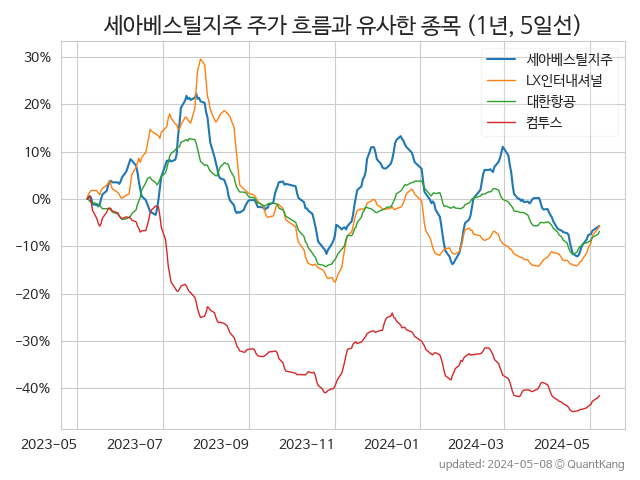 세아베스틸지주 주가 흐름과 유사한 종목 (1년, 5일선)
세아베스틸지주
LX인터내셔널
대한항공
컴투스
30%
20%
10%
0%
−10%
−20%
−30%
−40%
2023-05 2023-07 2023-09 2023-11 2024-01 2024-03 2024-05
updated: 2024-05-08 © QuantKang